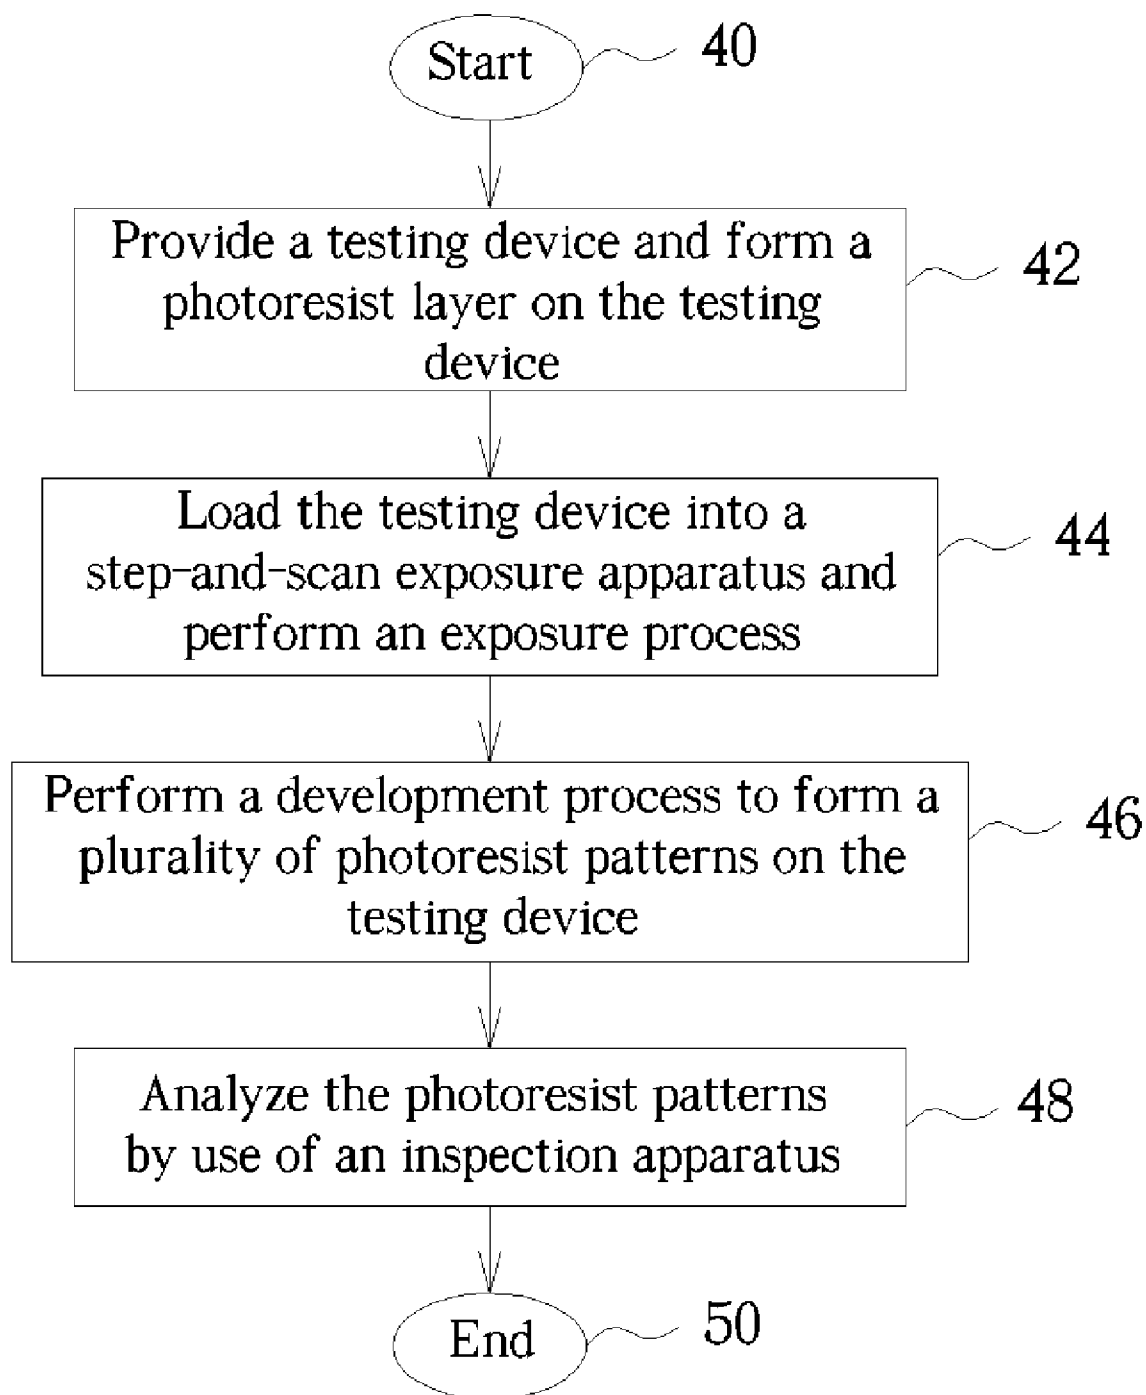 Start
40
Provide a testing device and form a
photoresist layer on the testing
device
42
Load the testing device into a
step-and-scan exposure apparatus and
perform an exposure process
44
Perform a development process to form a
plurality of photoresist patterns on the
testing device
46
Analyze the photoresist patterns
by use of an inspection apparatus
48
End
50